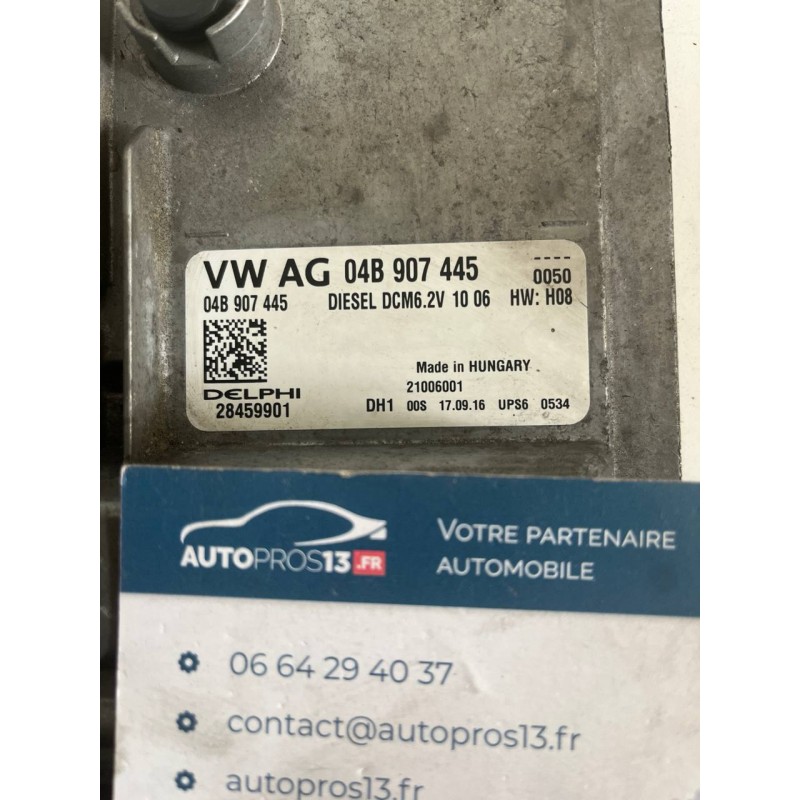 VW AG 04B 907 445 ----
0050
04B 907 445 DIESEL DCM6.2V 10 06 HW: H08
Made in HUNGARY
DELPHI 21006001
28459901 DH1 00S 17.09.16 UPS6 0534
AUTOPROS13.FR
VOTRE PARTENAIRE
AUTOMOBILE
06 64 29 40 37
contact@autopros13.fr
autopros13.fr